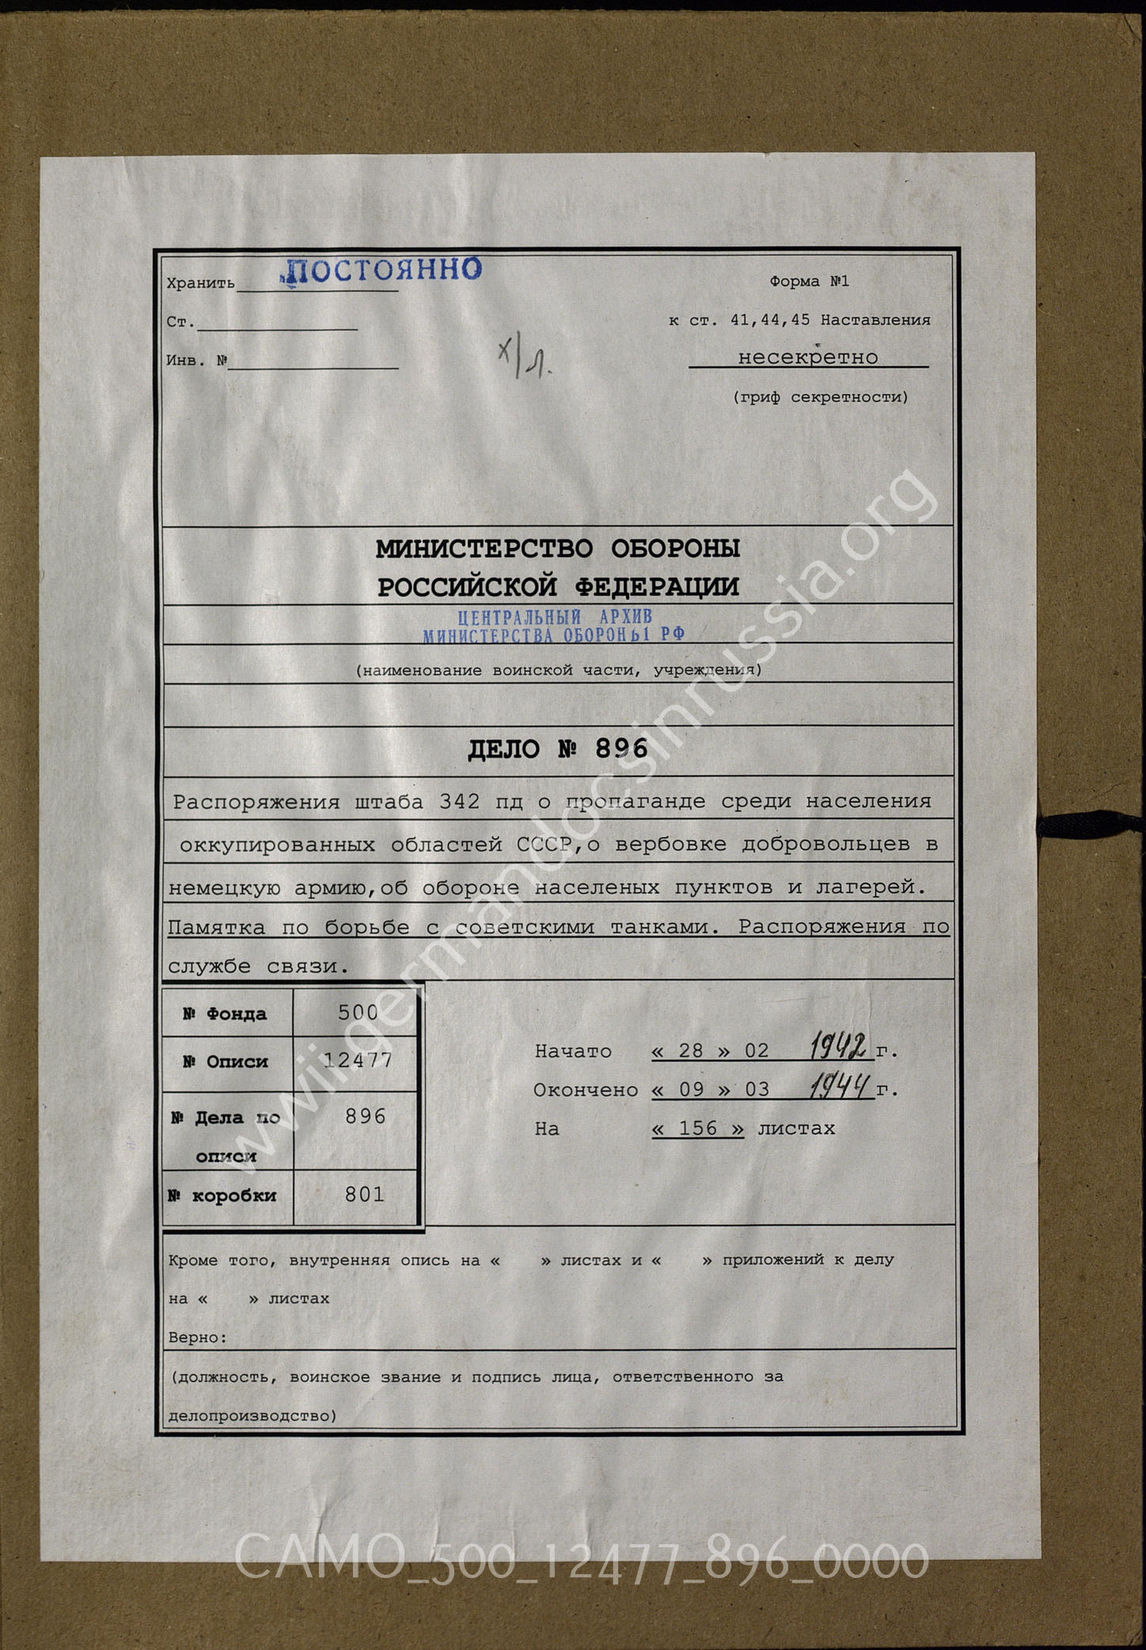 Хранить ПОСТОЯННО
Форма №1
Ст.
к ст. 41,44,45 Наставления
Инв. №
х/л.
несекретно
(гриф секретности)
МИНИСТЕРСТВО ОБОРОНЫ
РОССИЙСКОЙ ФЕДЕРАЦИИ
ЦЕНТРАЛЬНЫЙ АРХИВ
МИНИСТЕРСТВА ОБОРОНЫ РФ
(наименование воинской части, учреждения)
ДЕЛО № 896
Распоряжения штаба 342 пд о пропаганде среди населения
оккупированных областей СССР,о вербовке добровольцев в
немецкую армию,об обороне населеных пунктов и лагерей.
Памятка по борьбе с советскими танками. Распоряжения по
службе связи.
№ Фонда 500
№ Описи 12477
№ Дела по 896
описи
№ коробки 801
Начато « 28 » 02 1942 г.
Окончено « 09 » 03 1944 г.
На « 156 » листах
Кроме того, внутренняя опись на « » листах и « » приложений к делу
на « » листах
Верно:
(должность, воинское звание и подпись лица, ответственного за
делопроизводство)
www.wwii.germandocsinrussia.org
CAMO_500_12477_896_0000